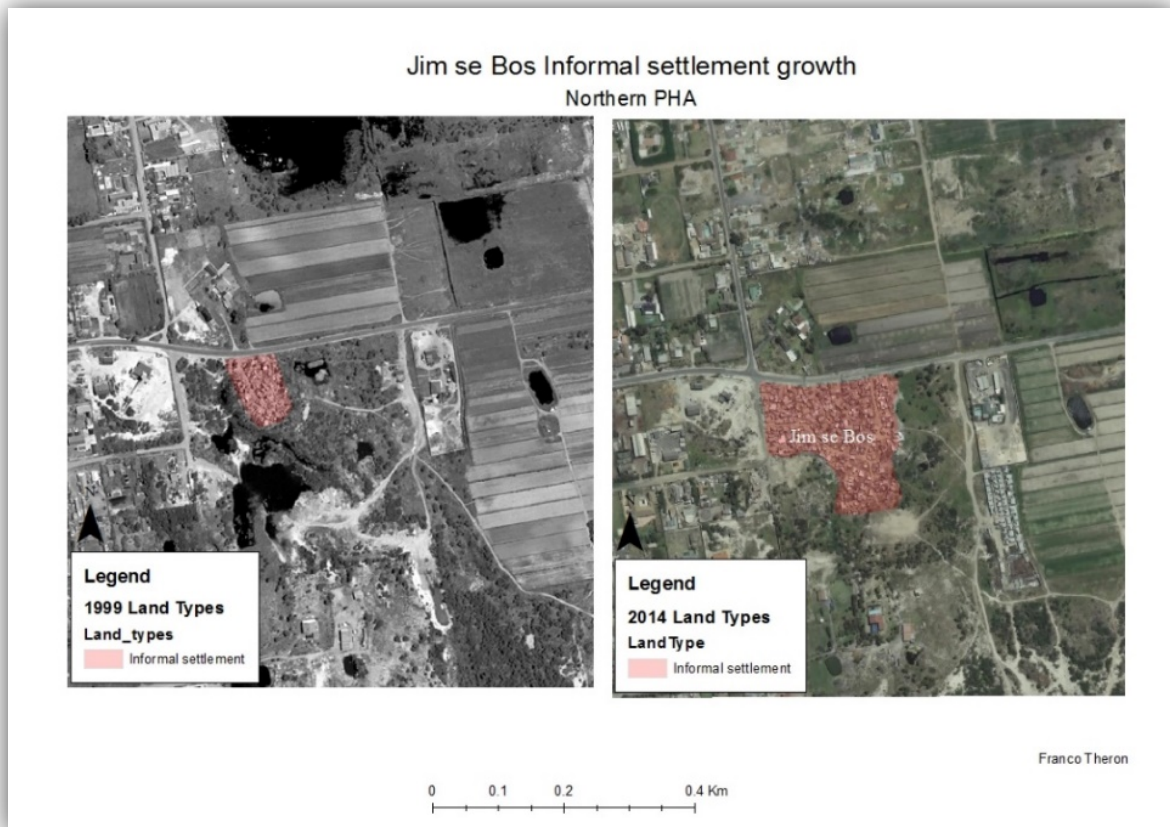 Jim se Bos Informal settlement growth
Northern PHA
Legend
1999 Land Types
Land_types
Informal settlement
Jim se Bos
Legend
2014 Land Types
LandType
Informal settlement
Franco Theron
0 0.1 0.2 0.4 Km